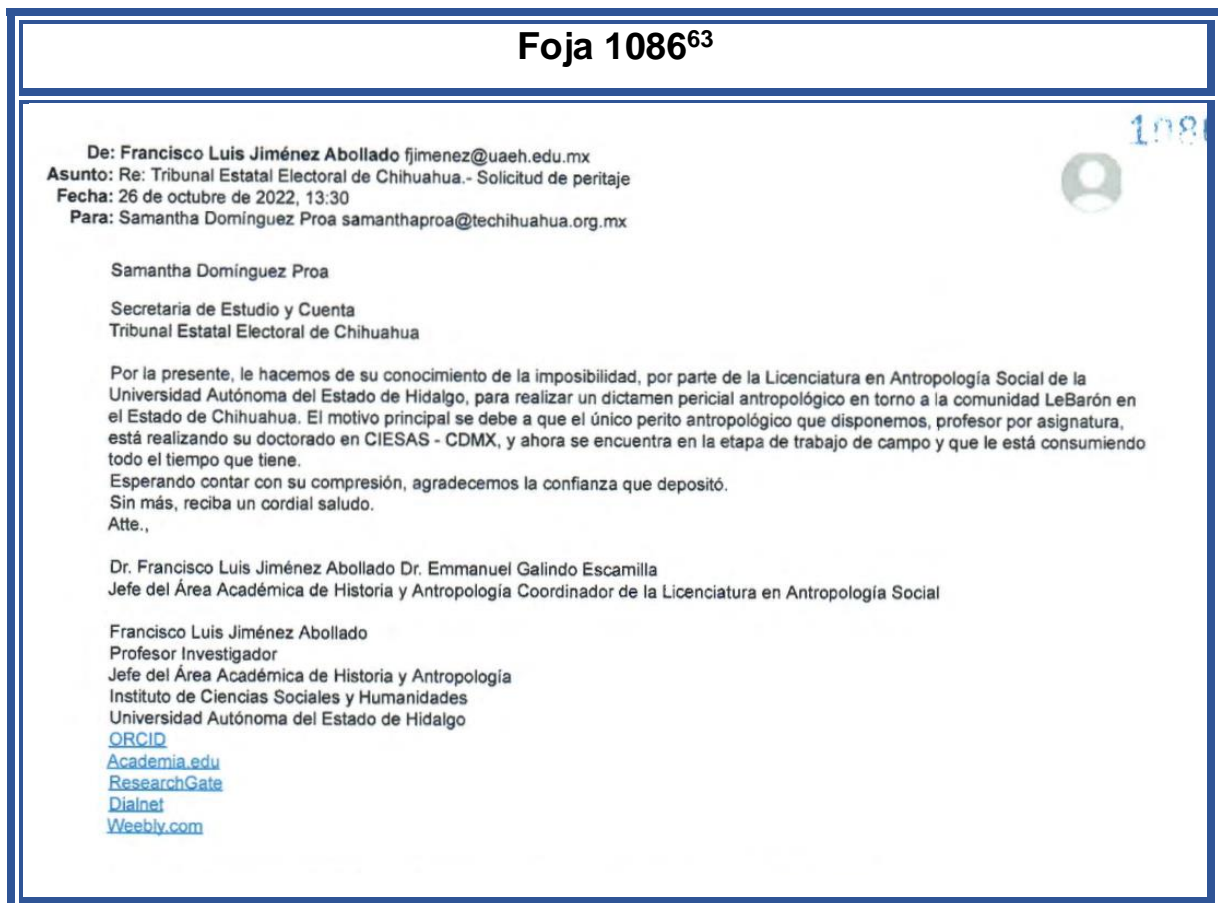 Foja 1086⁶³
De: Francisco Luis Jiménez Abollado fjimenez@uaeh.edu.mx
Asunto: Re: Tribunal Estatal Electoral de Chihuahua.- Solicitud de peritaje
Fecha: 26 de octubre de 2022, 13:30
Para: Samantha Domínguez Proa samanthaproa@techihuahua.org.mx
Samantha Domínguez Proa
Secretaria de Estudio y Cuenta
Tribunal Estatal Electoral de Chihuahua
Por la presente, le hacemos de su conocimiento de la imposibilidad, por parte de la Licenciatura en Antropología Social de la
Universidad Autónoma del Estado de Hidalgo, para realizar un dictamen pericial antropológico en torno a la comunidad LeBarón en
el Estado de Chihuahua. El motivo principal se debe a que el único perito antropológico que disponemos, profesor por asignatura,
está realizando su doctorado en CIESAS - CDMX, y ahora se encuentra en la etapa de trabajo de campo y que le está consumiendo
todo el tiempo que tiene.
Esperando contar con su compresión, agradecemos la confianza que depositó.
Sin más, reciba un cordial saludo.
Atte.,
Dr. Francisco Luis Jiménez Abollado Dr. Emmanuel Galindo Escamilla
Jefe del Área Académica de Historia y Antropología Coordinador de la Licenciatura en Antropología Social
Francisco Luis Jiménez Abollado
Profesor Investigador
Jefe del Área Académica de Historia y Antropología
Instituto de Ciencias Sociales y Humanidades
Universidad Autónoma del Estado de Hidalgo
ORCID
Academia.edu
ResearchGate
Dialnet
Weebly.com